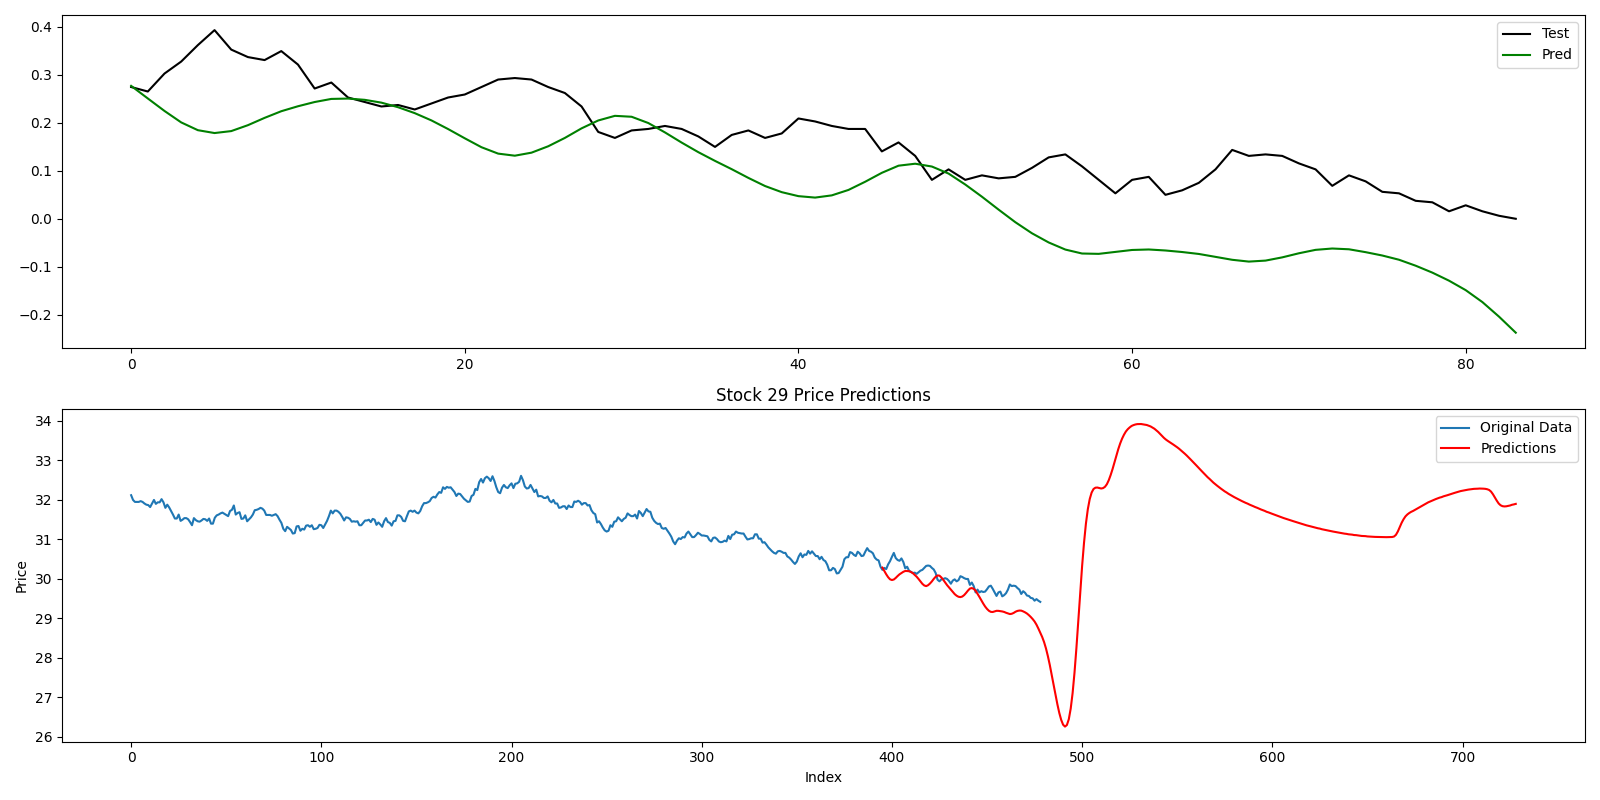 0.4
0.3
0.2
0.1
0.0
−0.1
−0.2
Test
Pred
0 20 40 60 80
Stock 29 Price Predictions
34
33
32
31
30
29
28
27
26
Price
Original Data
Predictions
0 100 200 300 400 500 600 700
Index